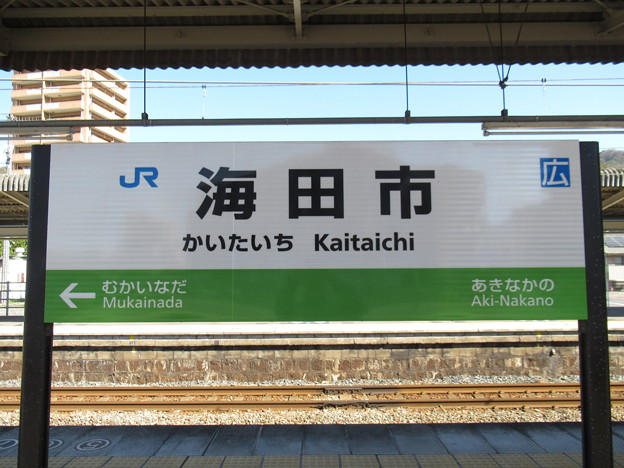 JR
海田市
広
かいたいち Kaitaichi
← むかいなだ
Mukainada
あきなかの
Aki-Nakano